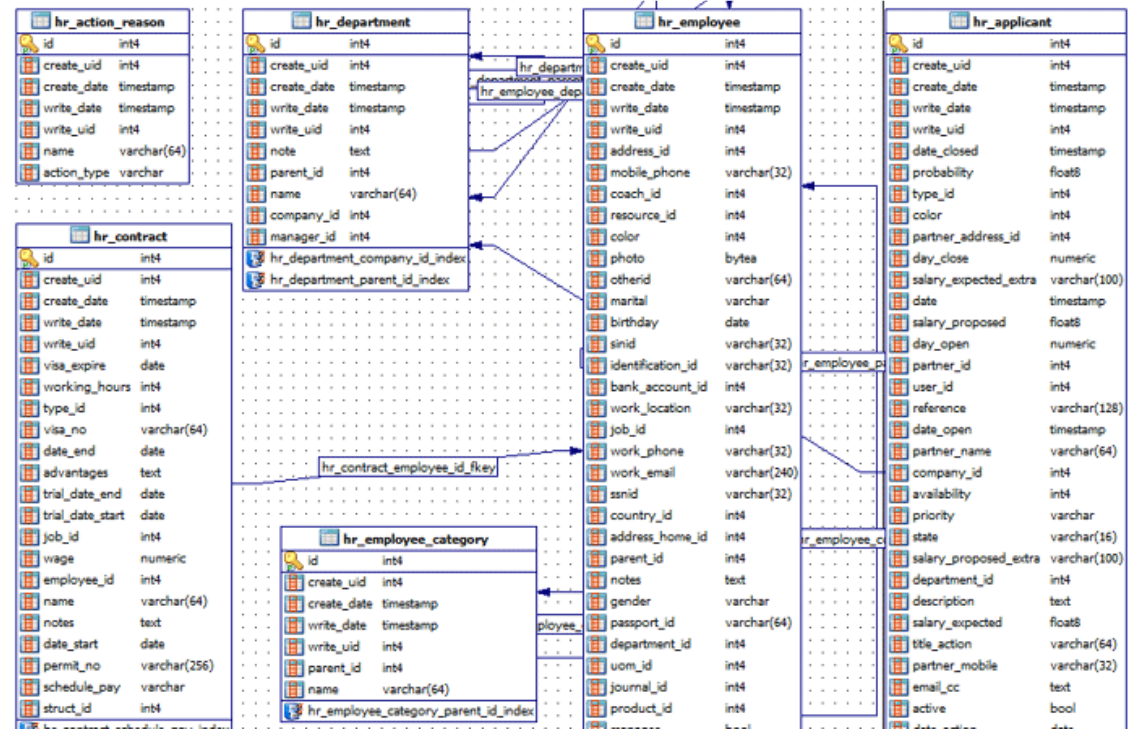 hr_action_reason
id int4
create_uid int4
create_date timestamp
write_date timestamp
write_uid int4
name varchar(64)
action_type varchar
hr_contract
id int4
create_uid int4
create_date timestamp
write_date timestamp
write_uid int4
visa_expire date
working_hours int4
type_id int4
visa_no varchar(64)
date_end date
advantages text
trial_date_end date
trial_date_start date
job_id int4
wage numeric
employee_id int4
name varchar(64)
notes text
date_start date
permit_no varchar(256)
schedule_pay varchar
struct_id int4
hr_contract_schedule_pay_index
hr_department
id int4
create_uid int4
create_date timestamp
write_date timestamp
write_uid int4
note text
parent_id int4
name varchar(64)
company_id int4
manager_id int4
hr_department_company_id_index
hr_department_parent_id_index
hr_departm
department_parent
hr_employee_dep
hr_contract_employee_id_fkey
hr_employee_category
id int4
create_uid int4
create_date timestamp
write_date timestamp
write_uid int4
parent_id int4
name varchar(64)
hr_employee_category_parent_id_index
ployee_
hr_employee
id int4
create_uid int4
create_date timestamp
write_date timestamp
write_uid int4
address_id int4
mobile_phone varchar(32)
coach_id int4
resource_id int4
color int4
photo bytea
otherid varchar(64)
marital varchar
birthday date
sinid varchar(32)
identification_id varchar(32)
bank_account_id int4
work_location varchar(32)
job_id int4
work_phone varchar(32)
work_email varchar(240)
ssnid varchar(32)
country_id int4
address_home_id int4
parent_id int4
notes text
gender varchar
passport_id varchar(64)
department_id int4
uom_id int4
journal_id int4
product_id int4
manager bool
r_employee_pa
r_employee_co
hr_applicant
id int4
create_uid int4
create_date timestamp
write_date timestamp
write_uid int4
date_closed timestamp
probability float8
type_id int4
color int4
partner_address_id int4
day_close numeric
salary_expected_extra varchar(100)
date timestamp
salary_proposed float8
day_open numeric
partner_id int4
user_id int4
reference varchar(128)
date_open timestamp
partner_name varchar(64)
company_id int4
availability int4
priority varchar
state varchar(16)
salary_proposed_extra varchar(100)
department_id int4
description text
salary_expected float8
title_action varchar(64)
partner_mobile varchar(32)
email_cc text
active bool
date_action date